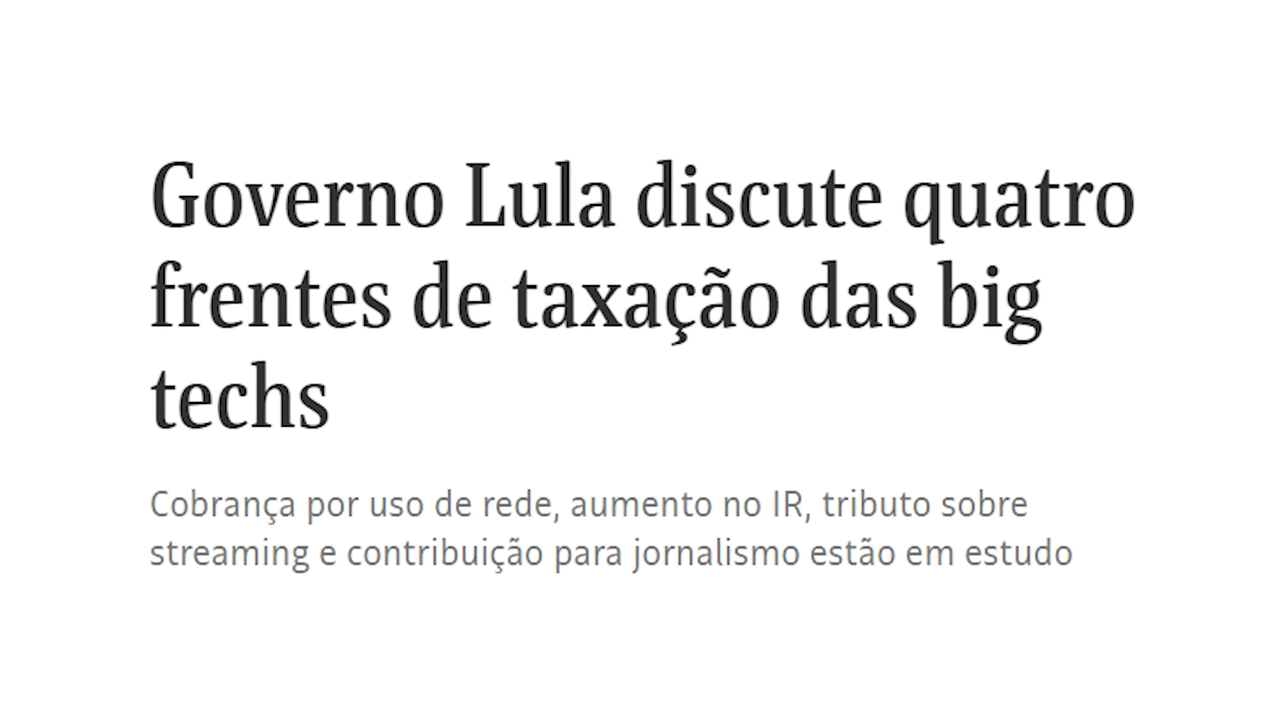 Governo Lula discute quatro
frentes de taxação das big
techs
Cobrança por uso de rede, aumento no IR, tributo sobre
streaming e contribuição para jornalismo estão em estudo